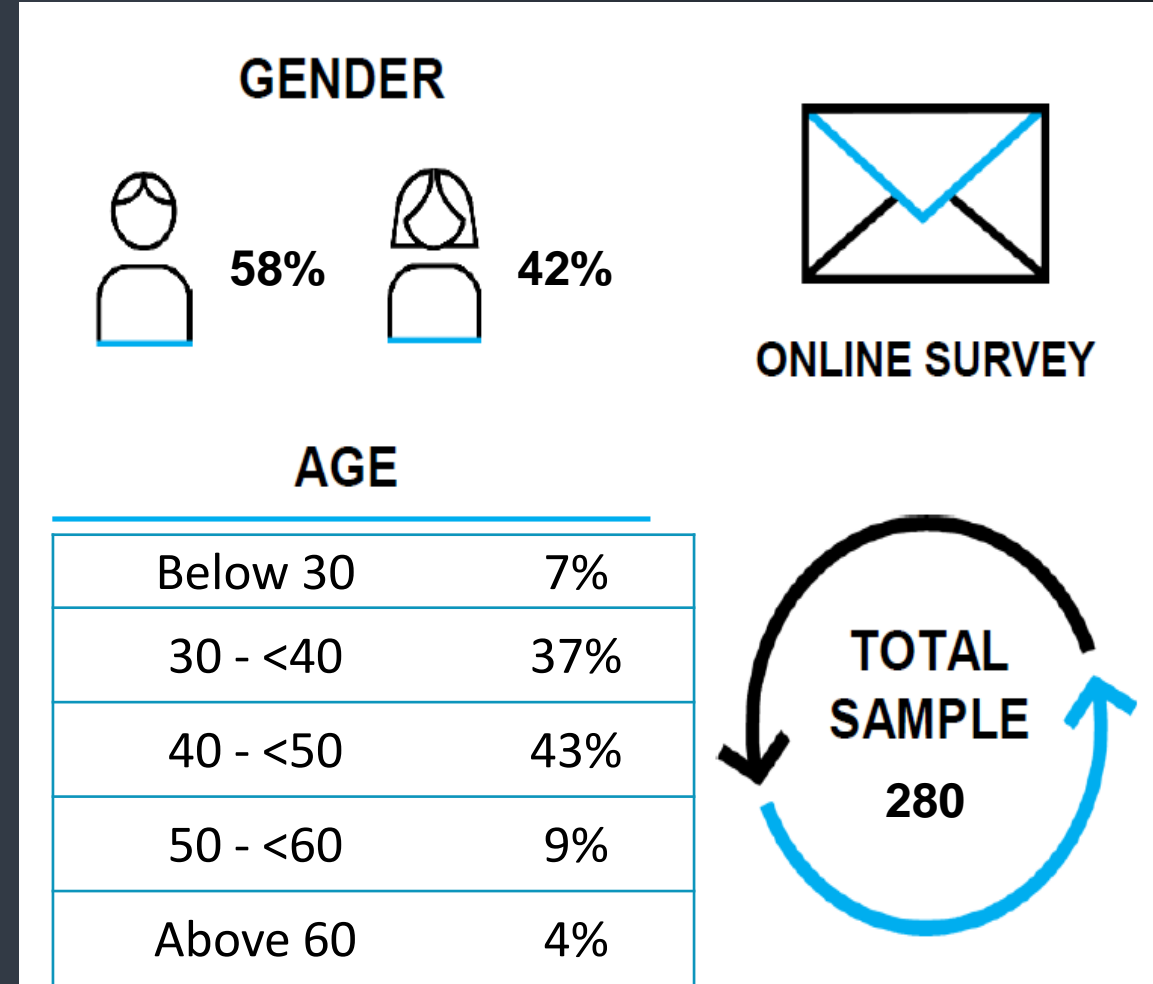 GENDER
58%
42%
ONLINE SURVEY
AGE
Below 30 7%
30 - <40 37%
40 - <50 43%
50 - <60 9%
Above 60 4%
TOTAL
SAMPLE
280